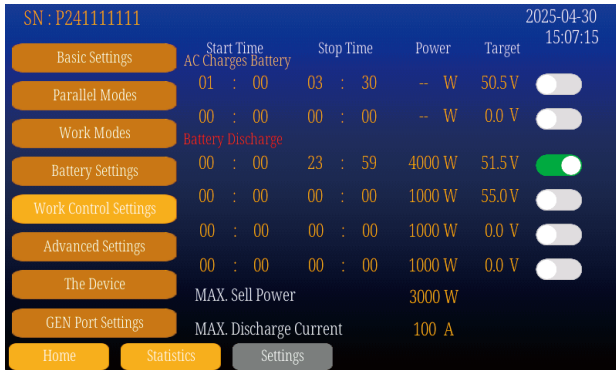 SN : P241111111
2025-04-30
15:07:15
Basic Settings
Parallel Modes
Work Modes
Battery Settings
Work Control Settings
Advanced Settings
The Device
GEN Port Settings
Start Time Stop Time Power Target
AC Charges Battery
01 : 00 03 : 30 -- W 50.5 V
00 : 00 00 : 00 -- W 0.0 V
Battery Discharge
00 : 00 23 : 59 4000 W 51.5 V
00 : 00 00 : 00 1000 W 55.0 V
00 : 00 00 : 00 1000 W 0.0 V
00 : 00 00 : 00 1000 W 0.0 V
MAX. Sell Power 3000 W
MAX. Discharge Current 100 A
Home Statistics Settings